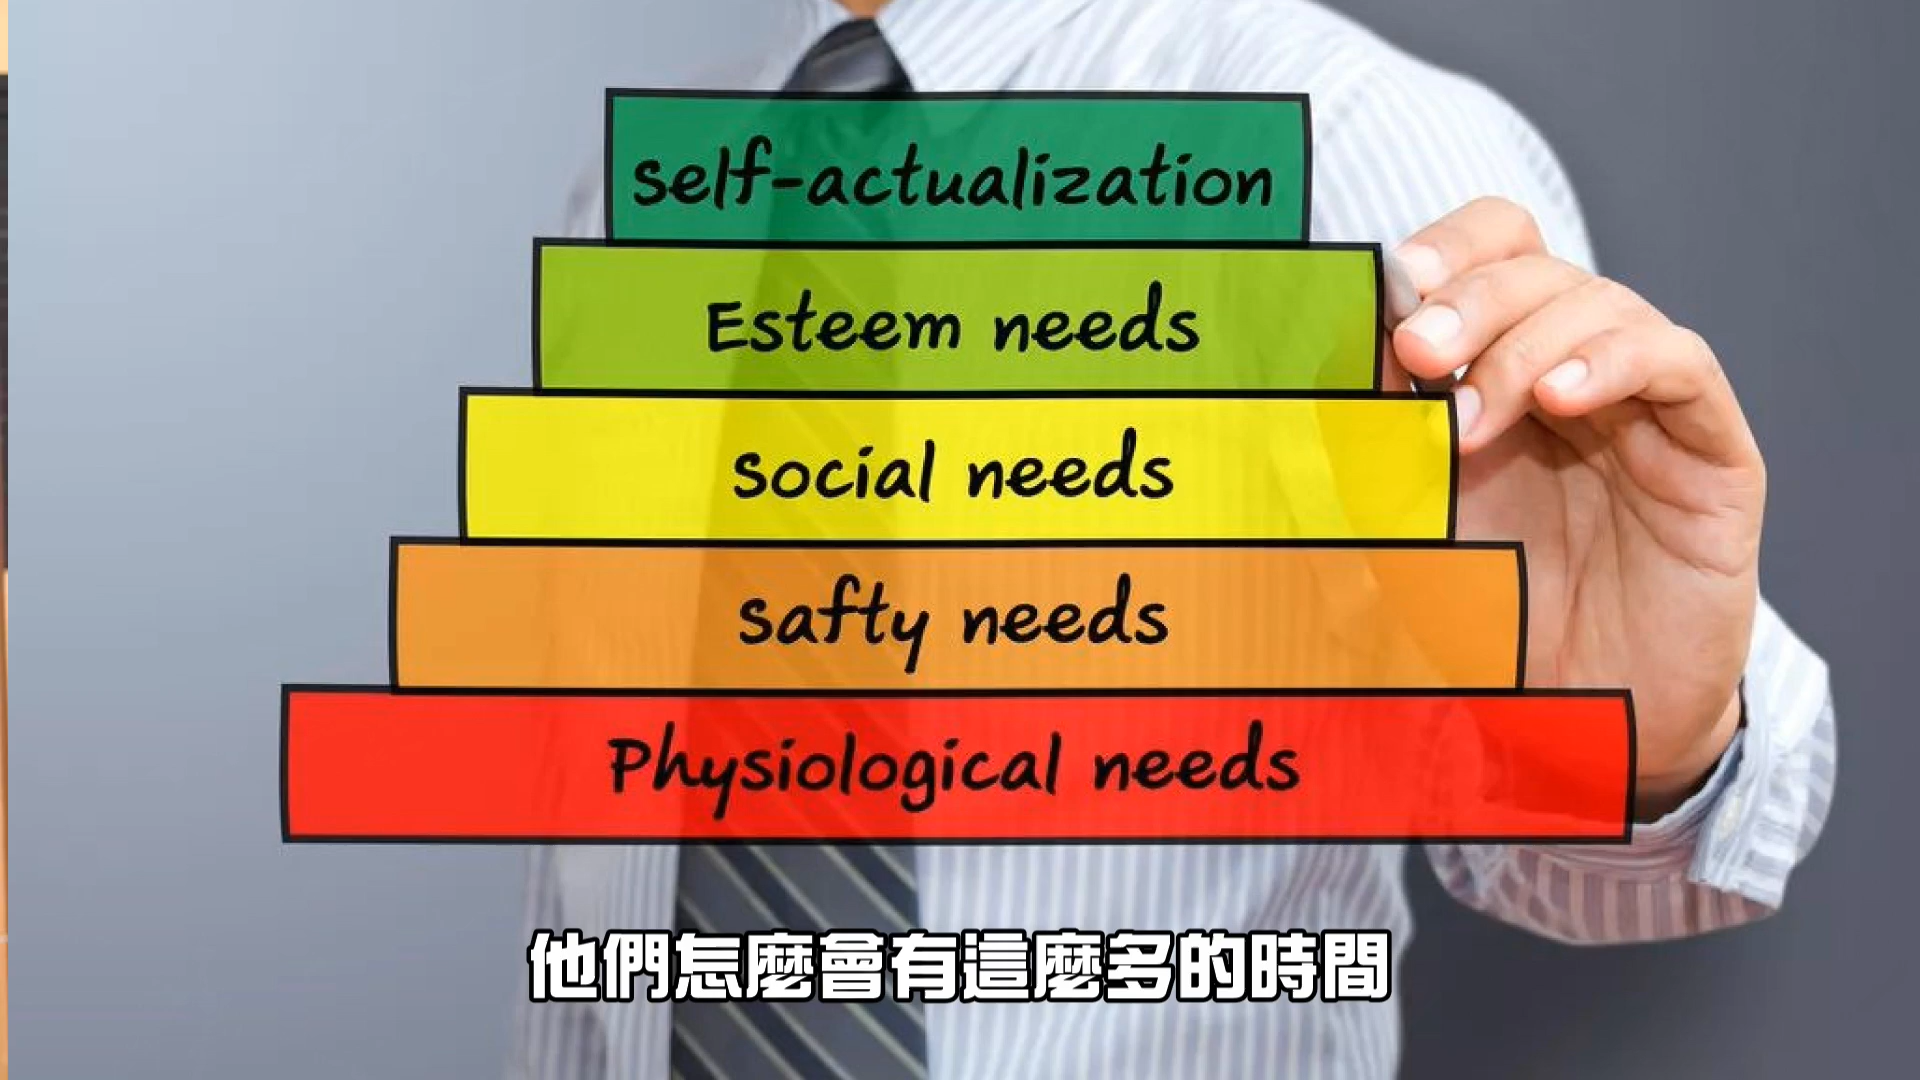 self-actualization
Esteem needs
Social needs
Safty needs
Physiological needs
他們怎麼會有這麼多的時間